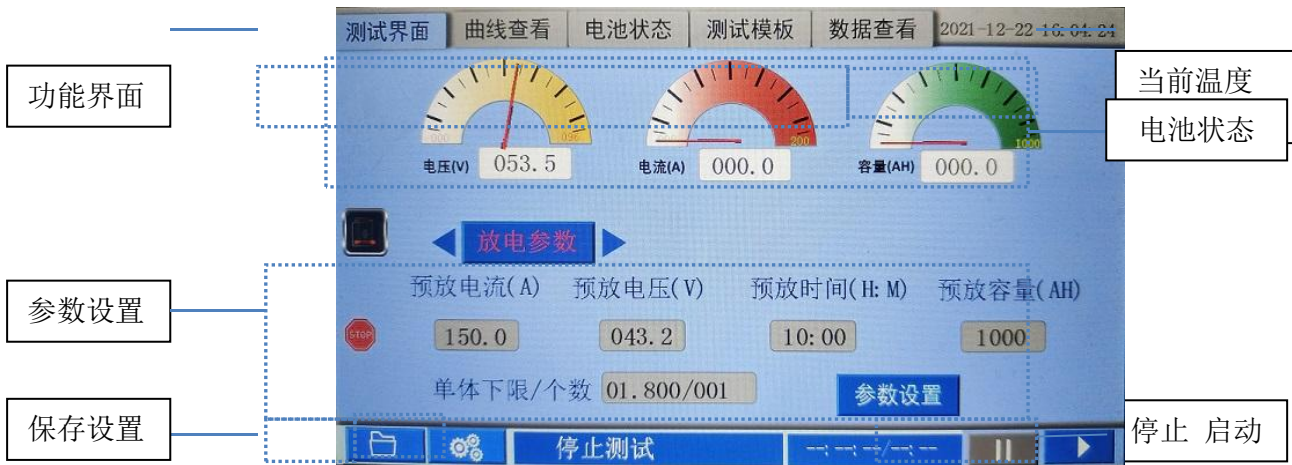 测试界面 曲线查看 电池状态 测试模板 数据查看 2021-12-22 16:04:24
功能界面
当前温度
电池状态
000 096 200 1000
电压(V) 053.5 电流(A) 000.0 容量(AH) 000.0
放电参数
预放电流(A) 预放电压(V) 预放时间(H:M) 预放容量(AH)
参数设置
STOP 150.0 043.2 10:00 1000
单体下限/个数 01.800/001 参数设置
保存设置
停止 启动
停止测试 --:--:--/--:--